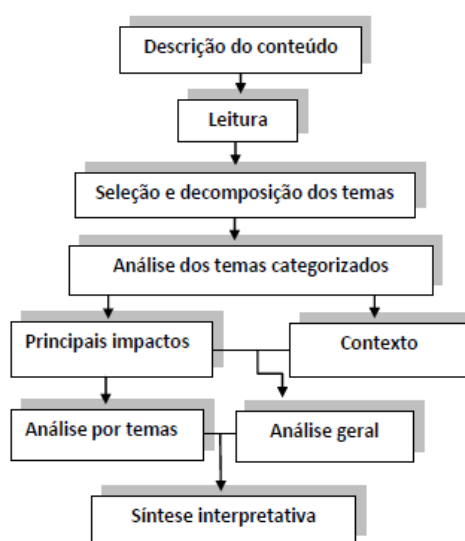 Descrição do conteúdo
Leitura
Seleção e decomposição dos temas
Análise dos temas categorizados
Principais impactos
Contexto
Análise por temas
Análise geral
Síntese interpretativa